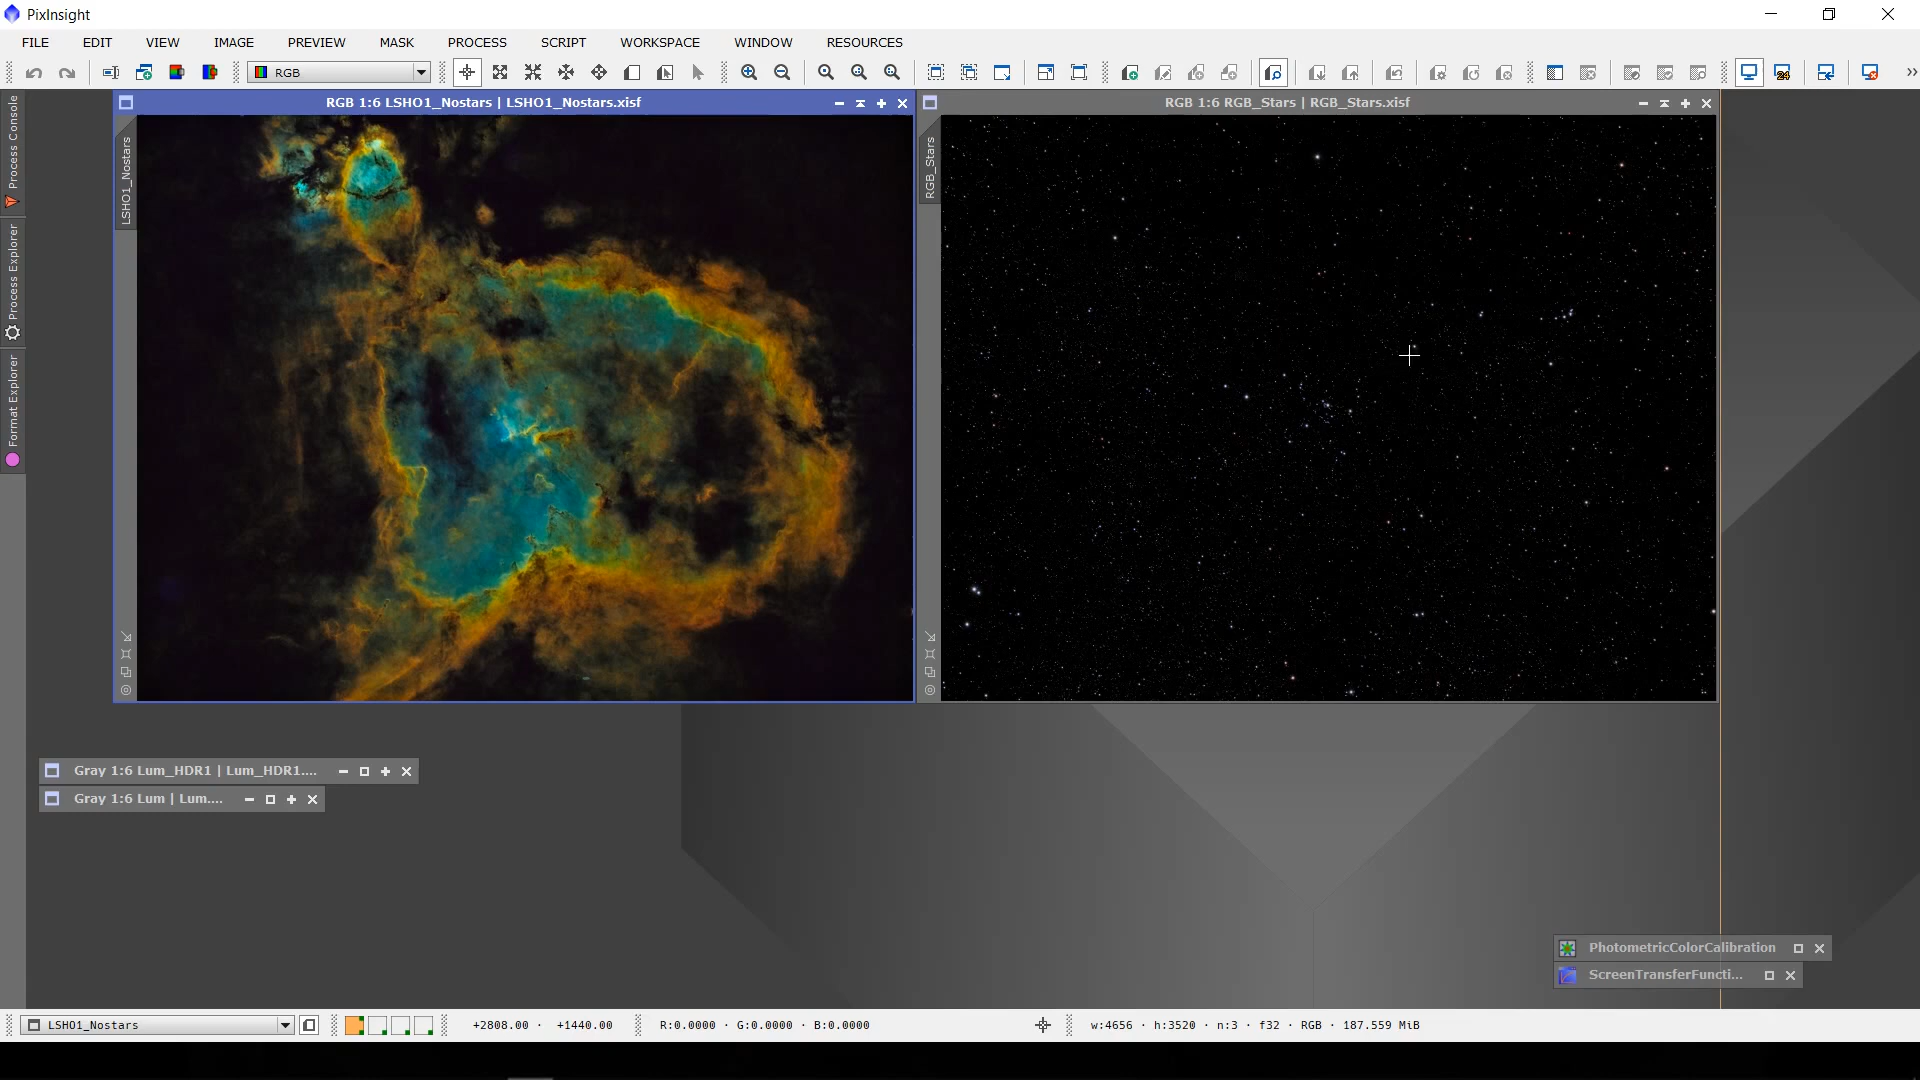 PixInsight
FILE EDIT VIEW IMAGE PREVIEW MASK PROCESS SCRIPT WORKSPACE WINDOW RESOURCES
RGB
24
RGB 1:6 LSHO1_Nostars | LSHO1_Nostars.xisf
RGB 1:6 RGB_Stars | RGB_Stars.xisf
Process Console
Process Explorer
Format Explorer
LSHO1_Nostars
RGB_Stars
Gray 1:6 Lum_HDR1 | Lum_HDR1....
Gray 1:6 Lum | Lum....
PhotometricColorCalibration
ScreenTransferFuncti...
LSHO1_Nostars
+2808.00 · +1440.00
R:0.0000 · G:0.0000 · B:0.0000
w:4656 · h:3520 · n:3 · f32 · RGB · 187.559 MiB